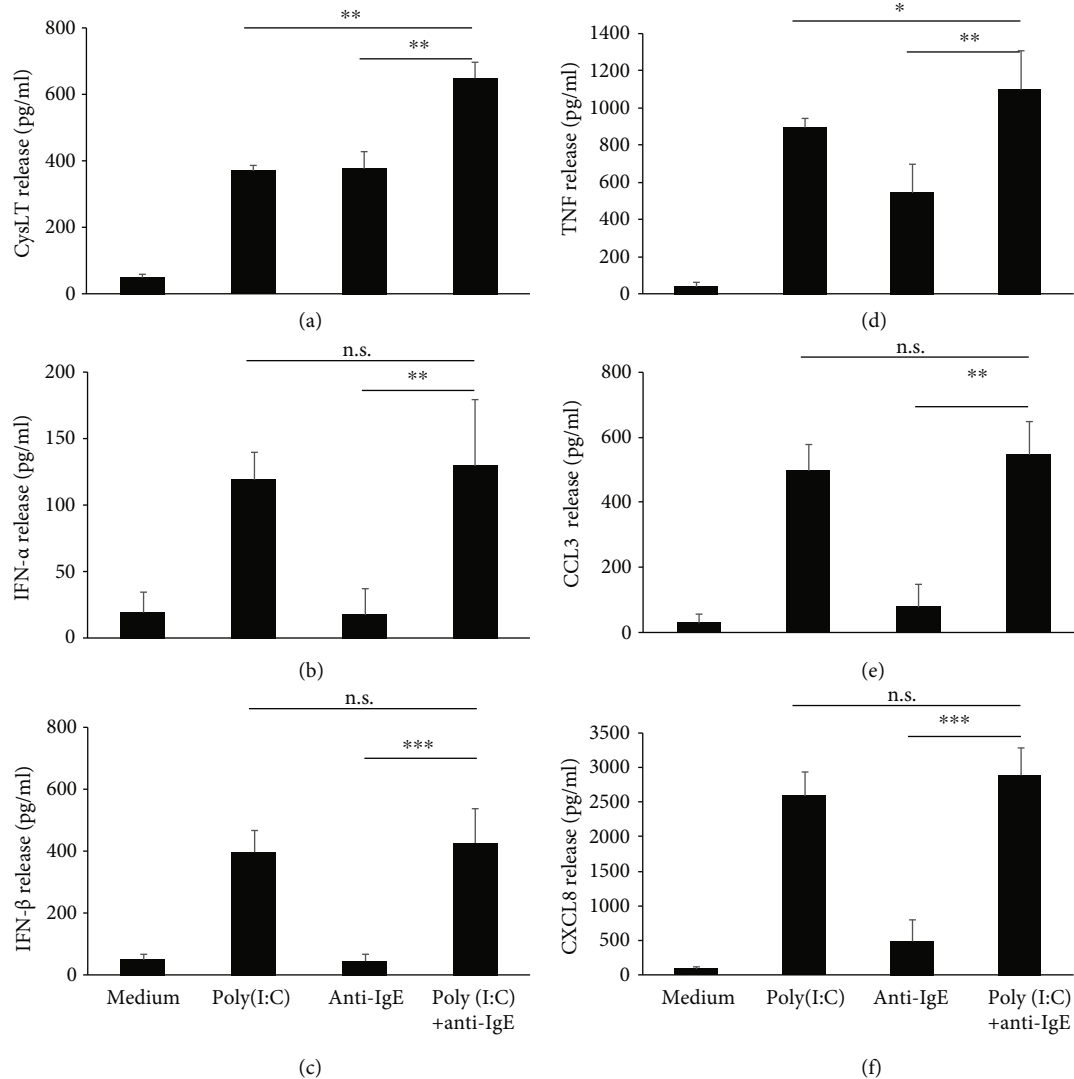 **
**
800
600
400
200
0
CysLT release (pg/ml)
(a)
n.s.
**
200
150
100
50
0
IFN-α release (pg/ml)
(b)
n.s.
***
800
600
400
200
0
IFN-β release (pg/ml)
Medium
Poly(I:C)
Anti-IgE
Poly (I:C)
+anti-IgE
(c)
*
**
1400
1200
1000
800
600
400
200
0
TNF release (pg/ml)
(d)
n.s.
**
800
600
400
200
0
CCL3 release (pg/ml)
(e)
n.s.
***
3500
3000
2500
2000
1500
1000
500
0
CXCL8 release (pg/ml)
Medium
Poly(I:C)
Anti-IgE
Poly (I:C)
+anti-IgE
(f)